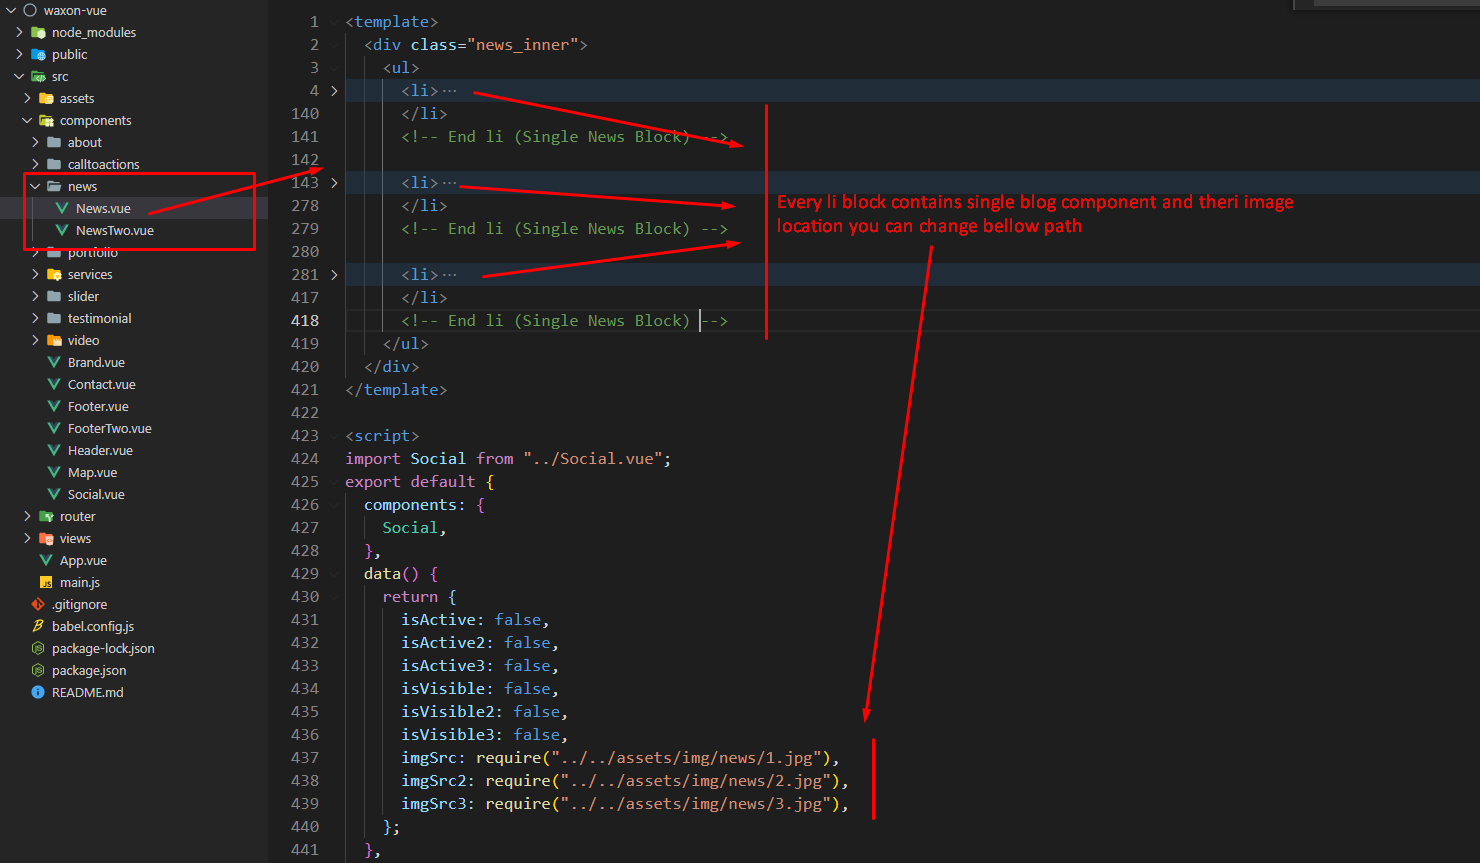 waxon-vue
node_modules
public
src
assets
components
about
calltoactions
news
News.vue
NewsTwo.vue
portfolio
services
slider
testimonial
video
Brand.vue
Contact.vue
Footer.vue
FooterTwo.vue
Header.vue
Map.vue
Social.vue
router
views
App.vue
JS main.js
.gitignore
babel.config.js
package-lock.json
package.json
README.md
1 <template>
2 <div class="news_inner">
3 <ul>
4 <li>···
140 </li>
141 <!-- End li (Single News Block) -->
142
143 <li>···
278 </li>
279 <!-- End li (Single News Block) -->
280
281 <li>···
417 </li>
418 <!-- End li (Single News Block) -->
419 </ul>
420 </div>
421 </template>
422
423 <script>
424 import Social from "../Social.vue";
425 export default {
426 components: {
427 Social,
428 },
429 data() {
430 return {
431 isActive: false,
432 isActive2: false,
433 isActive3: false,
434 isVisible: false,
435 isVisible2: false,
436 isVisible3: false,
437 imgSrc: require("../../assets/img/news/1.jpg"),
438 imgSrc2: require("../../assets/img/news/2.jpg"),
439 imgSrc3: require("../../assets/img/news/3.jpg"),
440 };
441 },
Every li block contains single blog component and theri image
location you can change bellow path